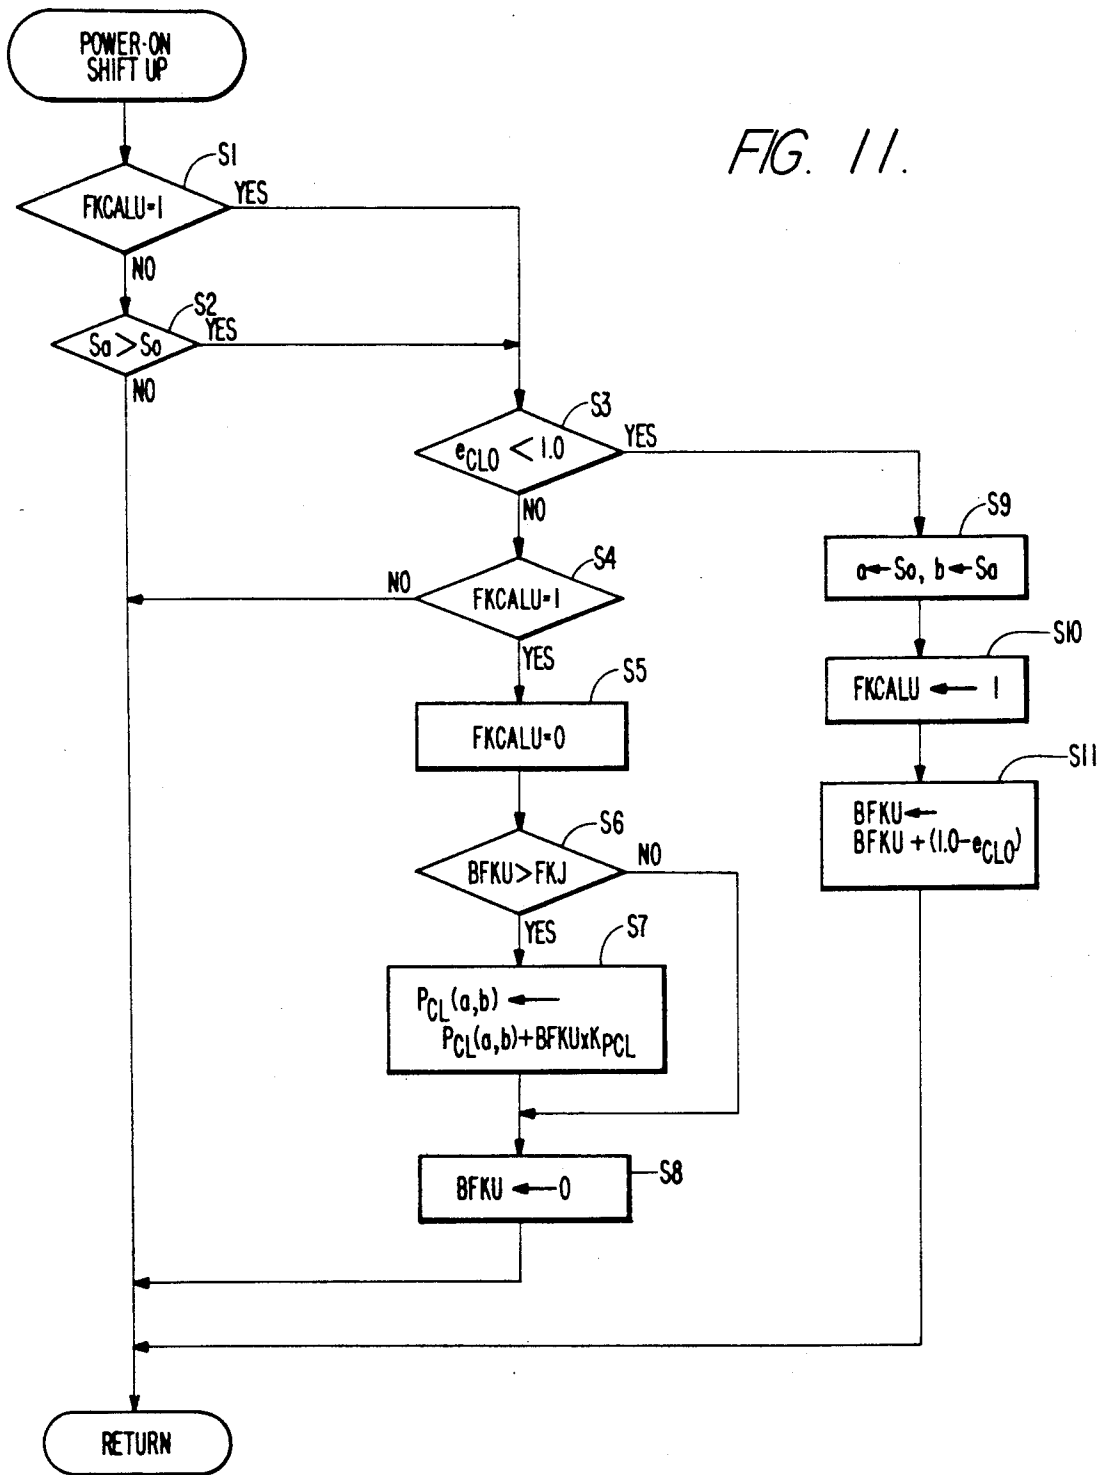 POWER-ON
SHIFT UP
FIG. 11.
S1
FKCALU=1
YES
NO
S2
Sa > So
YES
NO
S3
eCLO < 1.0
YES
NO
S9
a←So, b←Sa
S4
FKCALU=1
NO
YES
S10
FKCALU ← 1
S5
FKCALU=0
S11
BFKU←
BFKU+(1.0-eCLO)
S6
BFKU>FKJ
NO
YES
S7
PCL(a,b) ←
PCL(a,b)+BFKUxKPCL
S8
BFKU ← 0
RETURN